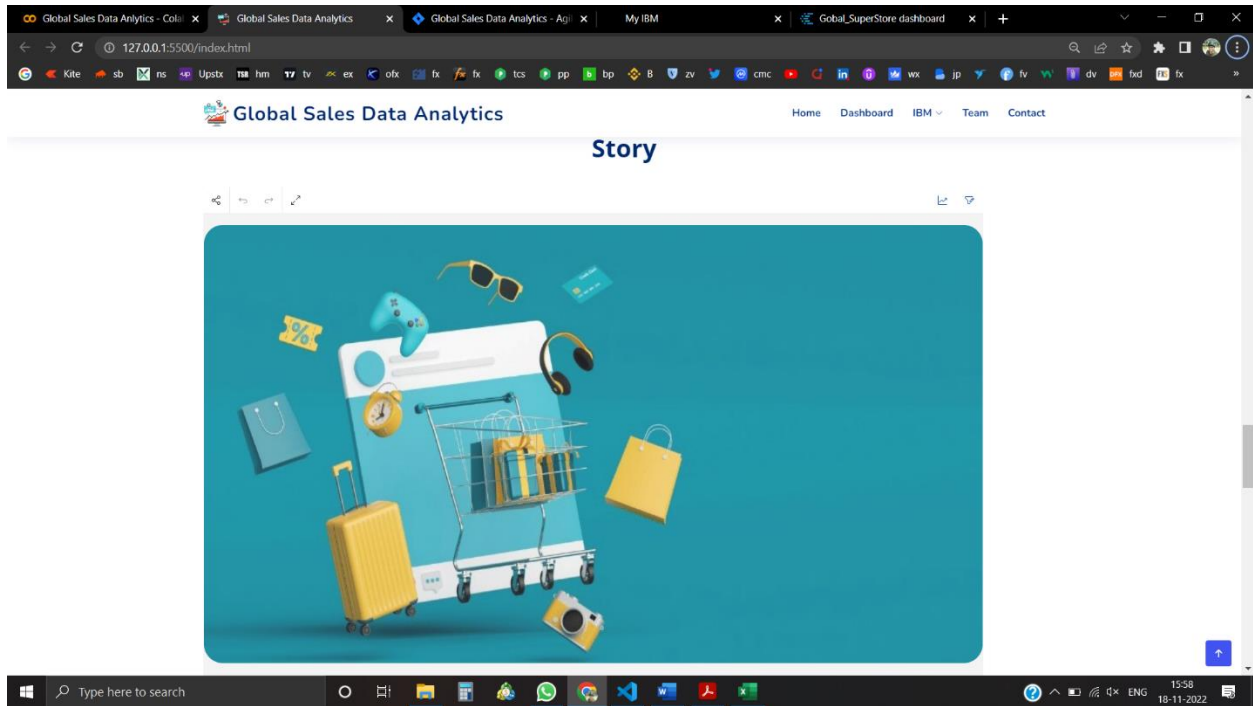 Global Sales Data Anlytics - Colal
Global Sales Data Analytics
Global Sales Data Analytics - Agil
My IBM
Gobal_SuperStore dashboard
127.0.0.1:5500/index.html
Kite sb ns Upstx hm tv ex ofx fx fx tcs pp bp B zv cmc in wx jp fv dv fxd fx »
Global Sales Data Analytics
Home Dashboard IBM Team Contact
Story
%
Type here to search
ENG
15:58
18-11-2022